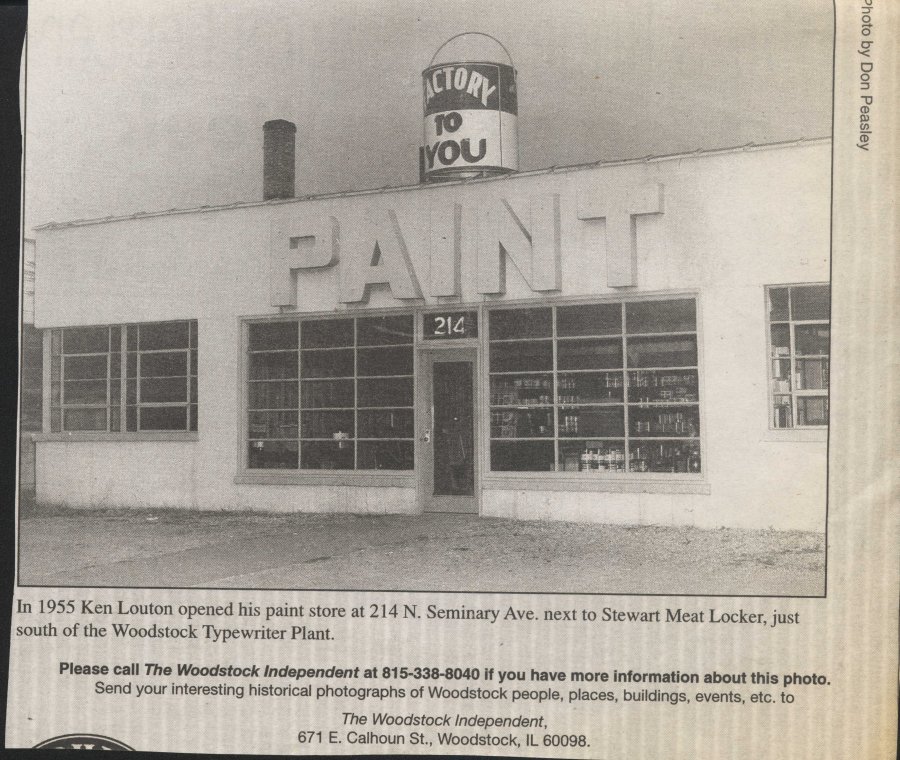 Photo by Don Peasley
FACTORY
TO
YOU
PAINT
214
In 1955 Ken Louton opened his paint store at 214 N. Seminary Ave. next to Stewart Meat Locker, just
south of the Woodstock Typewriter Plant.
Please call The Woodstock Independent at 815-338-8040 if you have more information about this photo.
Send your interesting historical photographs of Woodstock people, places, buildings, events, etc. to
The Woodstock Independent,
671 E. Calhoun St., Woodstock, IL 60098.